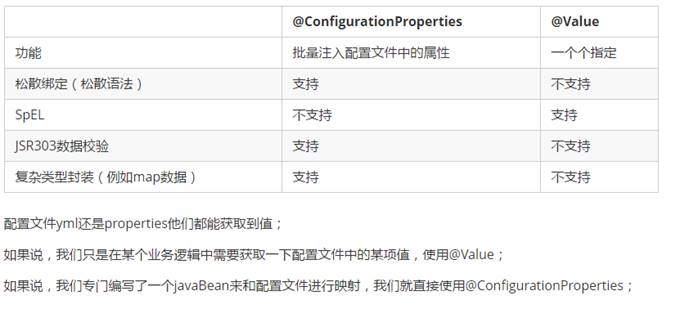 @ConfigurationProperties @Value
功能 批量注入配置文件中的属性 一个个指定
松散绑定（松散语法） 支持 不支持
SpEL 不支持 支持
JSR303数据校验 支持 不支持
复杂类型封装（例如map数据） 支持 不支持
配置文件yml还是properties他们都能获取到值；
如果说，我们只是在某个业务逻辑中需要获取一下配置文件中的某项值，使用@Value；
如果说，我们专门编写了一个javaBean来和配置文件进行映射，我们就直接使用@ConfigurationProperties；